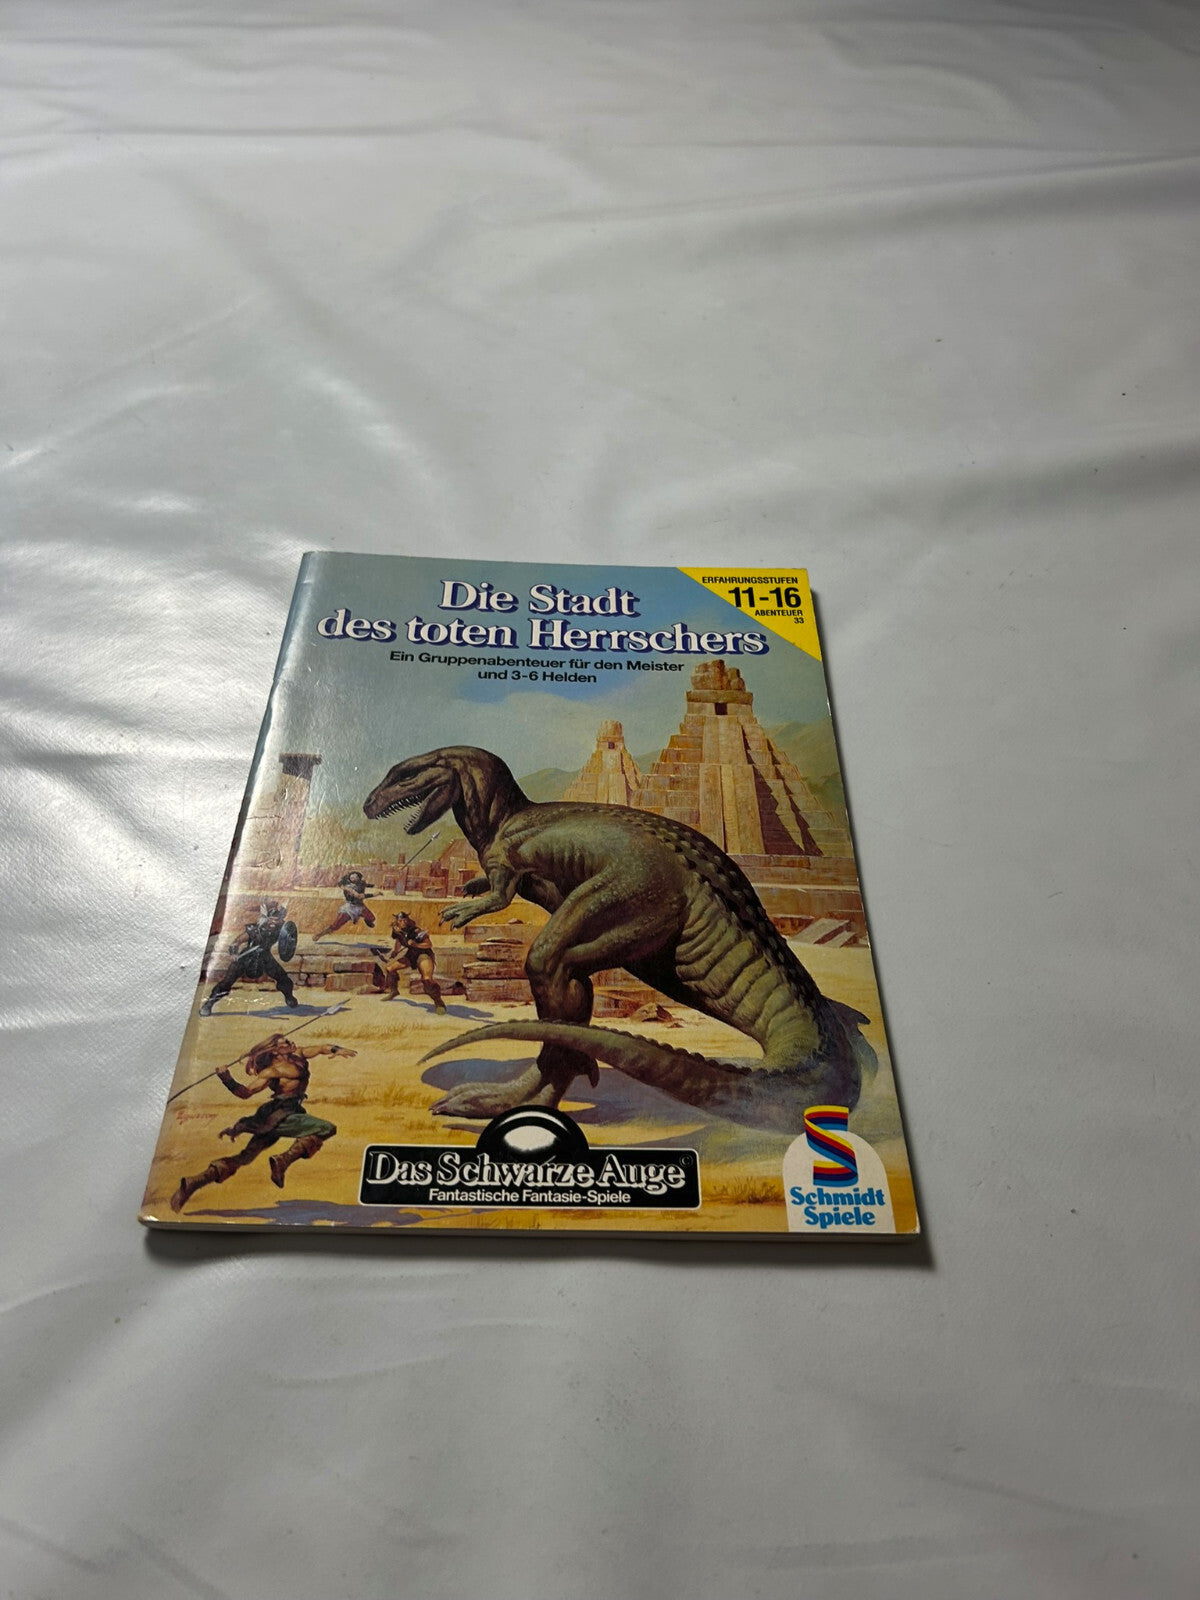 Die Stadt
des toten Herrschers
Ein Gruppenabenteuer für den Meister
und 3-6 Helden
ERFAHRUNGSSTUFEN
11-16
ABENTEUER
33
Das Schwarze Auge©
Fantastische Fantasie-Spiele
Schmidt
Spiele